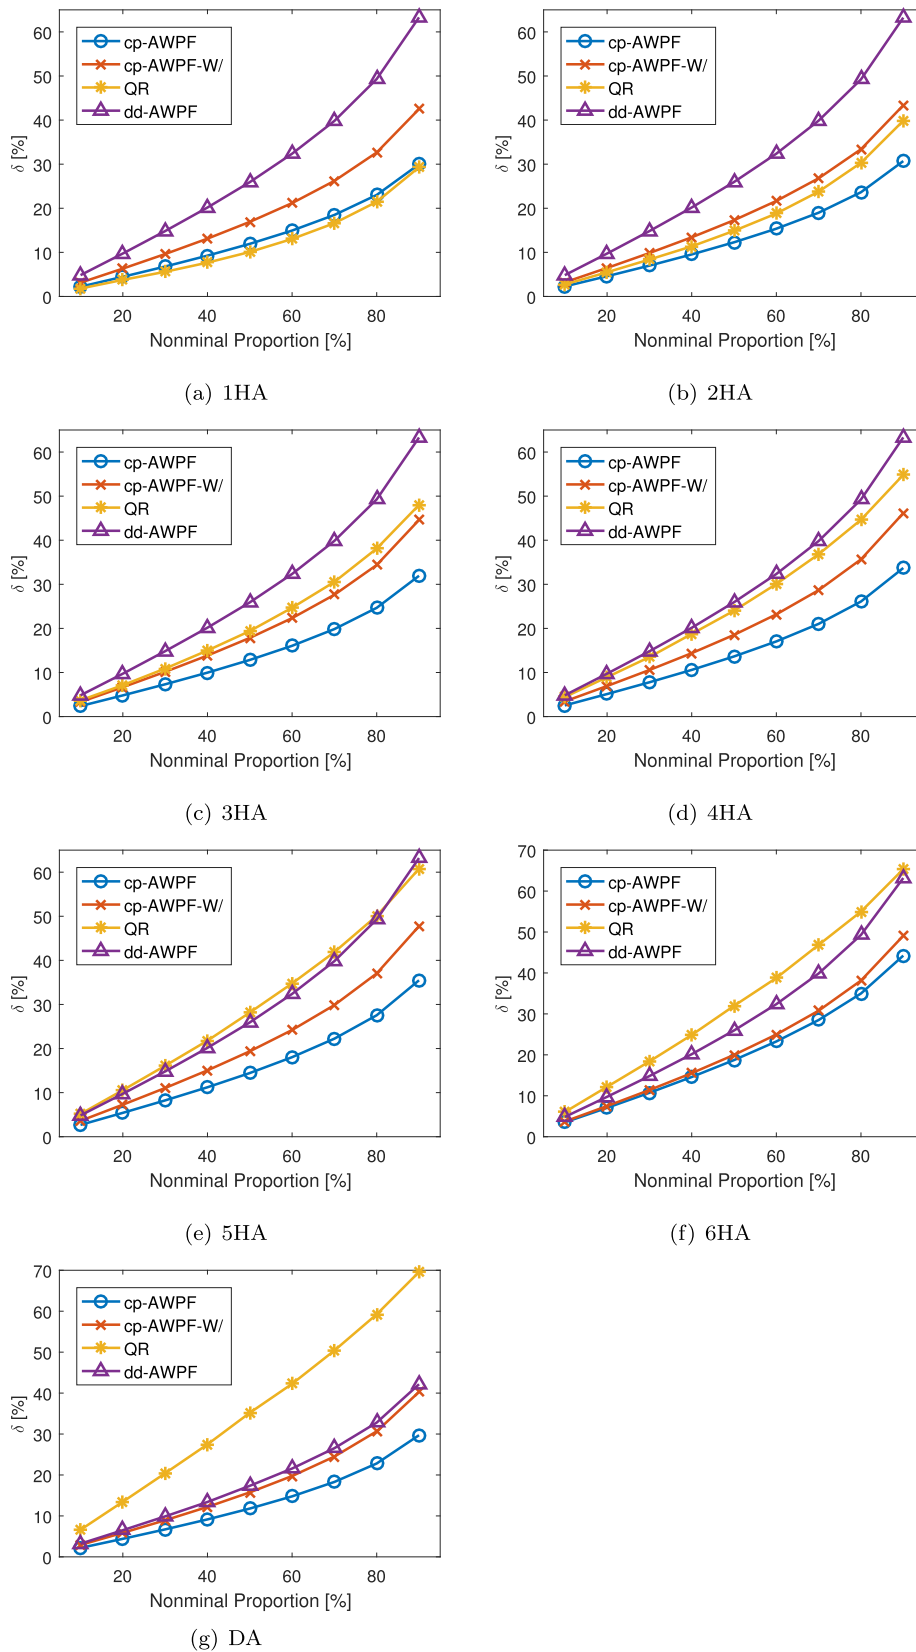 60
50
40
30
20
10
0
δ [%]
cp-AWPF
cp-AWPF-W/
QR
dd-AWPF
20 40 60 80
Nonminal Proportion [%]
(a) 1HA
60
50
40
30
20
10
0
δ [%]
cp-AWPF
cp-AWPF-W/
QR
dd-AWPF
20 40 60 80
Nonminal Proportion [%]
(b) 2HA
60
50
40
30
20
10
0
δ [%]
cp-AWPF
cp-AWPF-W/
QR
dd-AWPF
20 40 60 80
Nonminal Proportion [%]
(c) 3HA
60
50
40
30
20
10
0
δ [%]
cp-AWPF
cp-AWPF-W/
QR
dd-AWPF
20 40 60 80
Nonminal Proportion [%]
(d) 4HA
60
50
40
30
20
10
0
δ [%]
cp-AWPF
cp-AWPF-W/
QR
dd-AWPF
20 40 60 80
Nonminal Proportion [%]
(e) 5HA
70
60
50
40
30
20
10
0
δ [%]
cp-AWPF
cp-AWPF-W/
QR
dd-AWPF
20 40 60 80
Nonminal Proportion [%]
(f) 6HA
70
60
50
40
30
20
10
0
δ [%]
cp-AWPF
cp-AWPF-W/
QR
dd-AWPF
20 40 60 80
Nonminal Proportion [%]
(g) DA